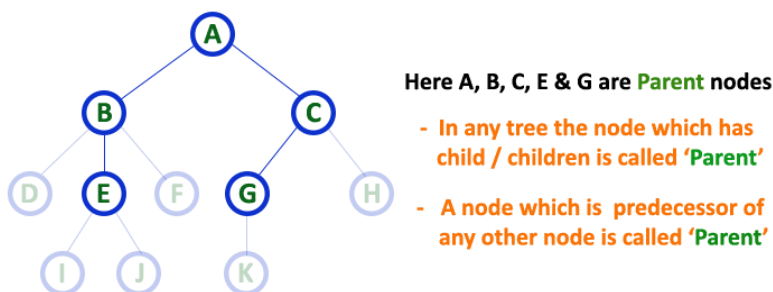 A
Here A, B, C, E & G are Parent nodes
B
C
- In any tree the node which has
child / children is called ‘Parent’
D
E
F
G
H
- A node which is predecessor of
any other node is called ‘Parent’
I
J
K